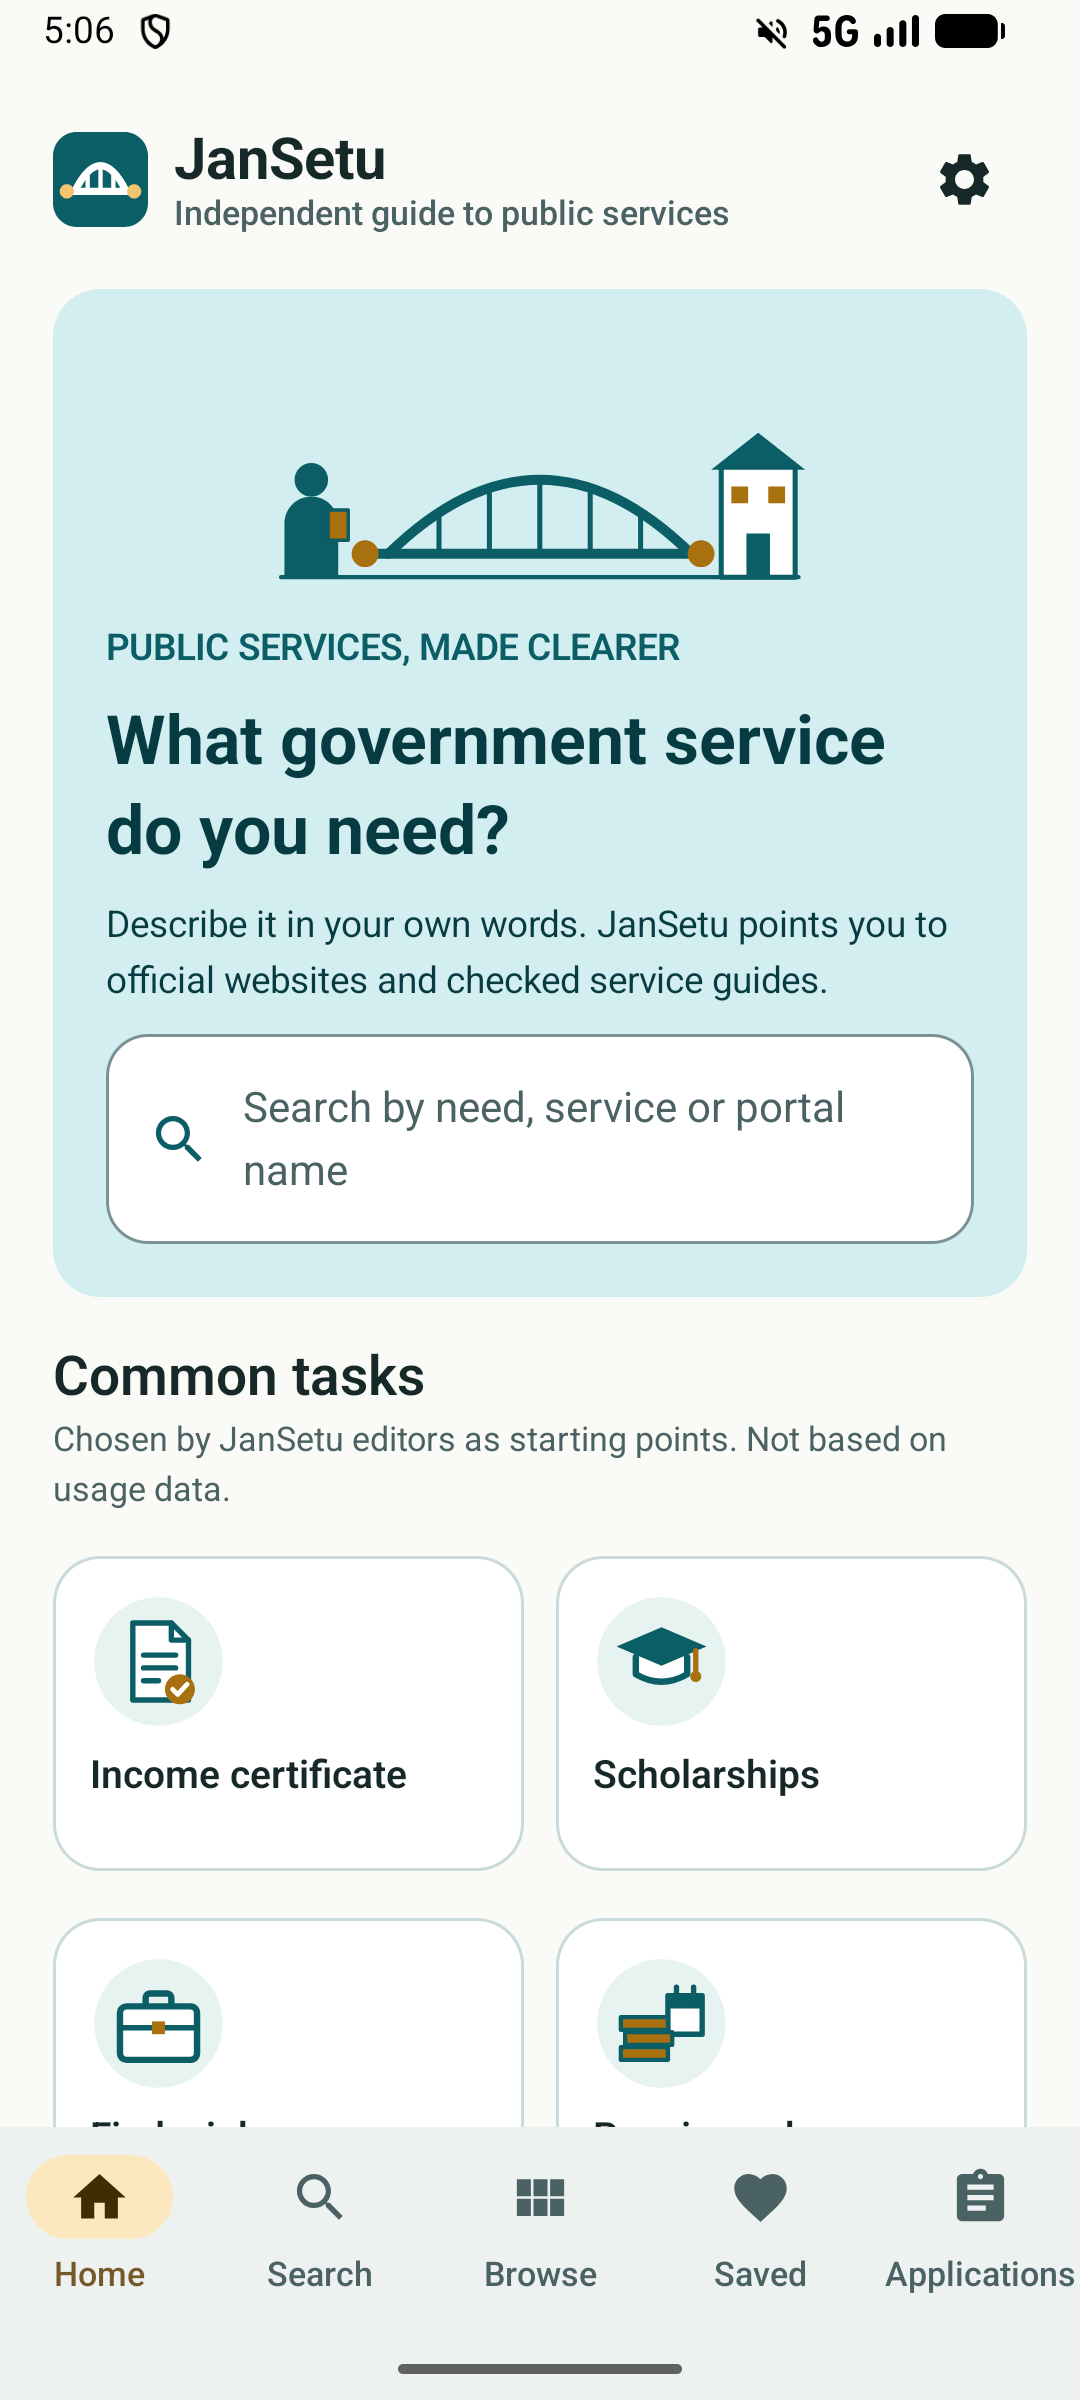 5:06
5G
JanSetu
Independent guide to public services
PUBLIC SERVICES, MADE CLEARER
What government service
do you need?
Describe it in your own words. JanSetu points you to
official websites and checked service guides.
Search by need, service or portal
name
Common tasks
Chosen by JanSetu editors as starting points. Not based on
usage data.
Income certificate
Scholarships
Home
Search
Browse
Saved
Applications